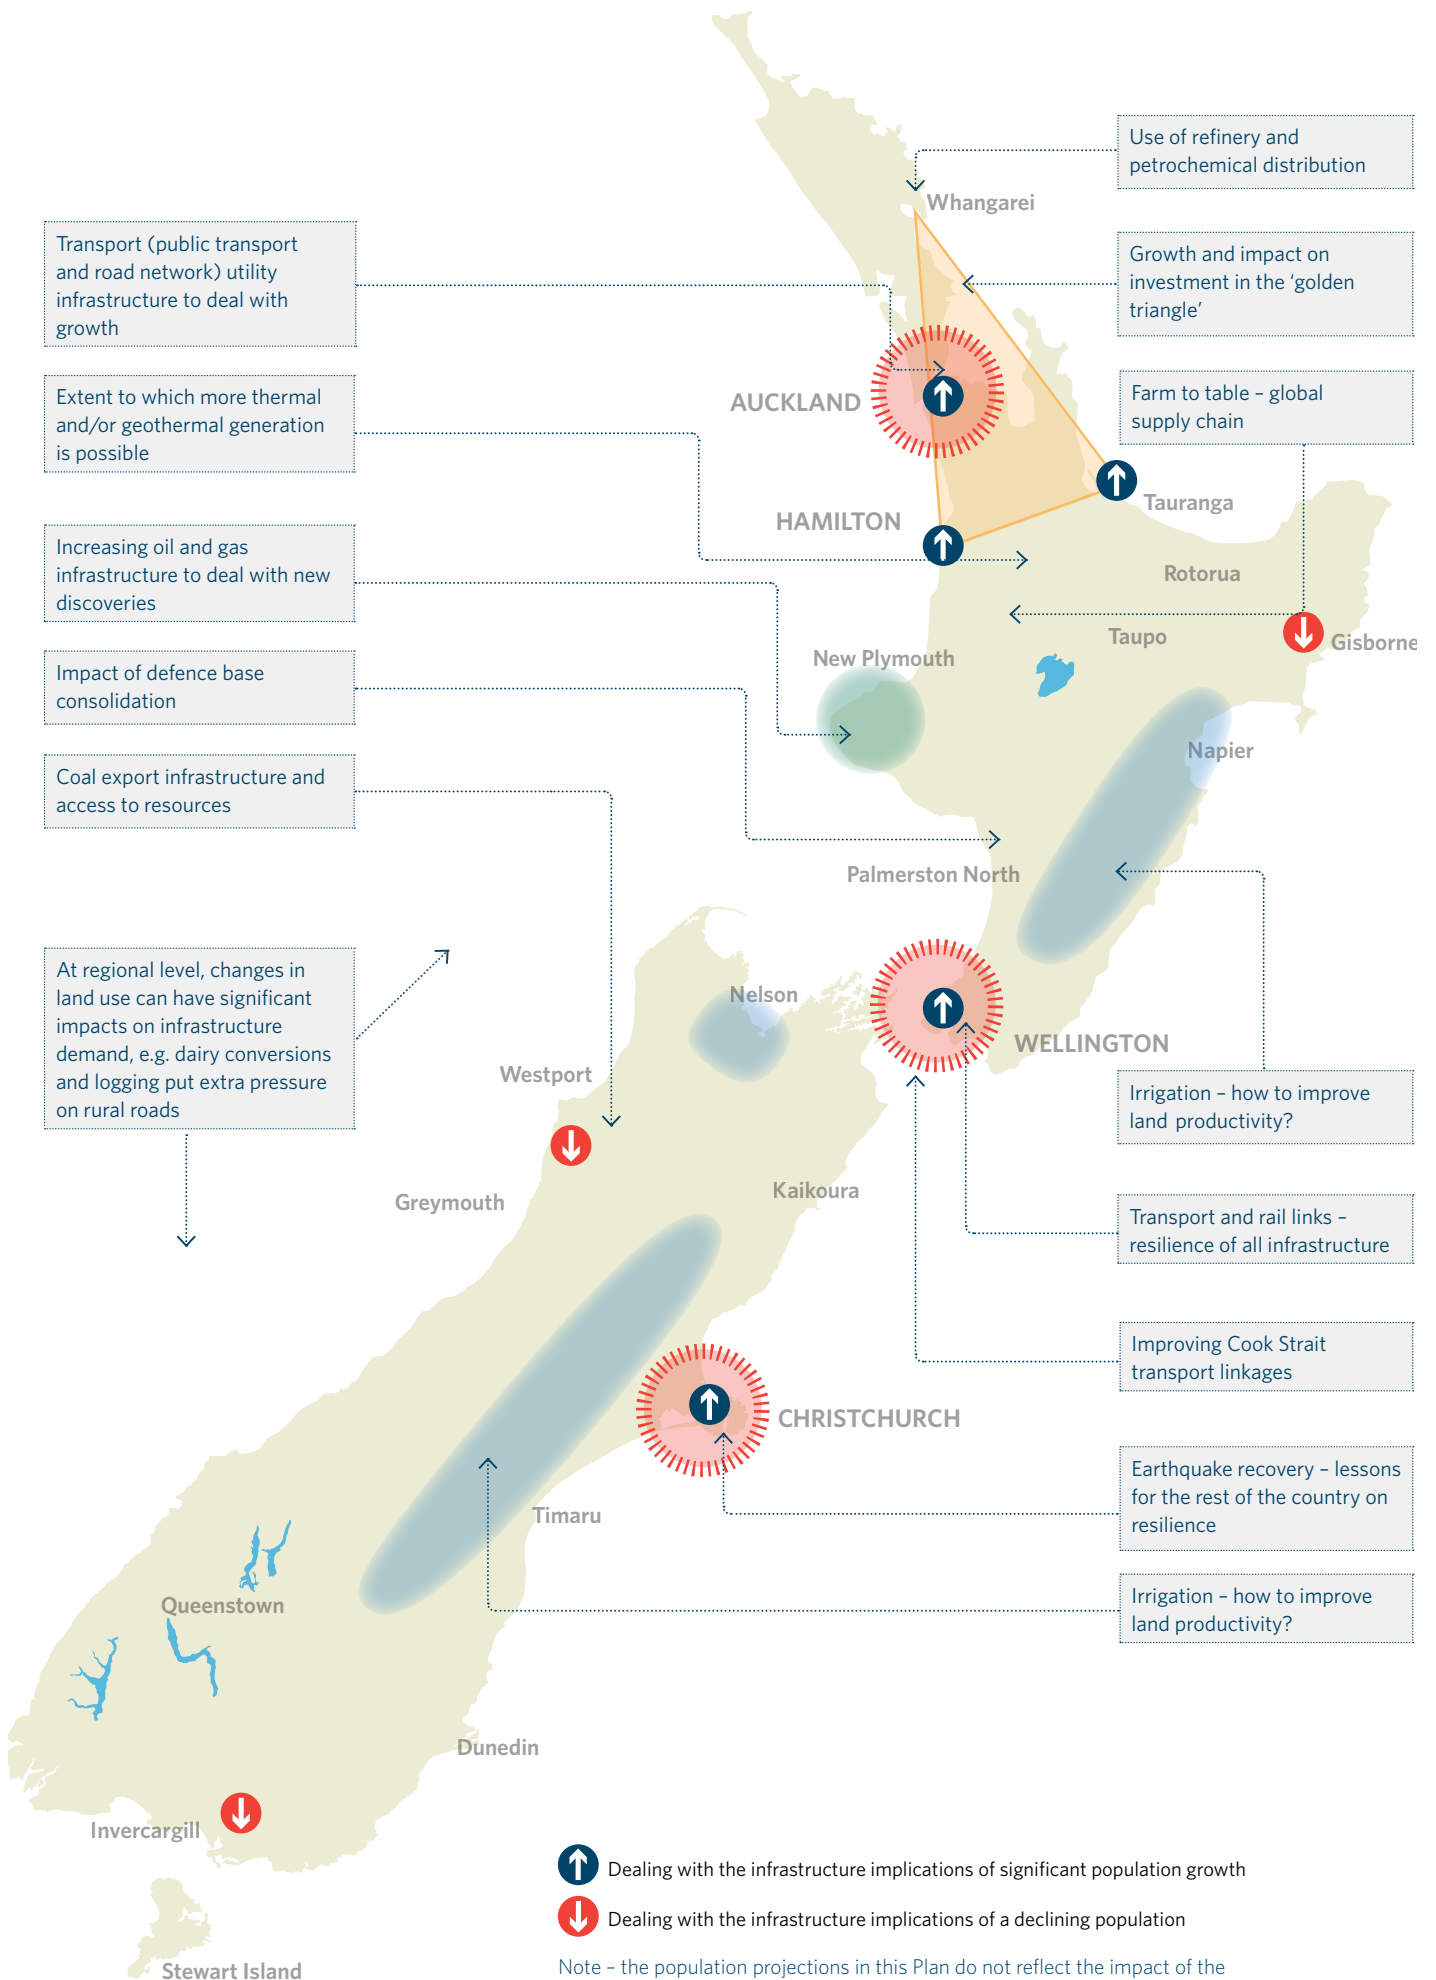 Use of refinery and
petrochemical distribution
Whangarei
Transport (public transport
and road network) utility
infrastructure to deal with
growth
Growth and impact on
investment in the ‘golden
triangle’
Extent to which more thermal
and/or geothermal generation
is possible
AUCKLAND
Farm to table – global
supply chain
Tauranga
HAMILTON
Increasing oil and gas
infrastructure to deal with new
discoveries
Rotorua
Taupo
Gisborne
New Plymouth
Impact of defence base
consolidation
Napier
Coal export infrastructure and
access to resources
Palmerston North
At regional level, changes in
land use can have significant
impacts on infrastructure
demand, e.g. dairy conversions
and logging put extra pressure
on rural roads
Nelson
WELLINGTON
Westport
Irrigation – how to improve
land productivity?
Kaikoura
Greymouth
Transport and rail links –
resilience of all infrastructure
Improving Cook Strait
transport linkages
CHRISTCHURCH
Earthquake recovery – lessons
for the rest of the country on
resilience
Timaru
Irrigation – how to improve
land productivity?
Queenstown
Dunedin
Invercargill
Dealing with the infrastructure implications of significant population growth
Dealing with the infrastructure implications of a declining population
Note – the population projections in this Plan do not reflect the impact of the
Stewart Island